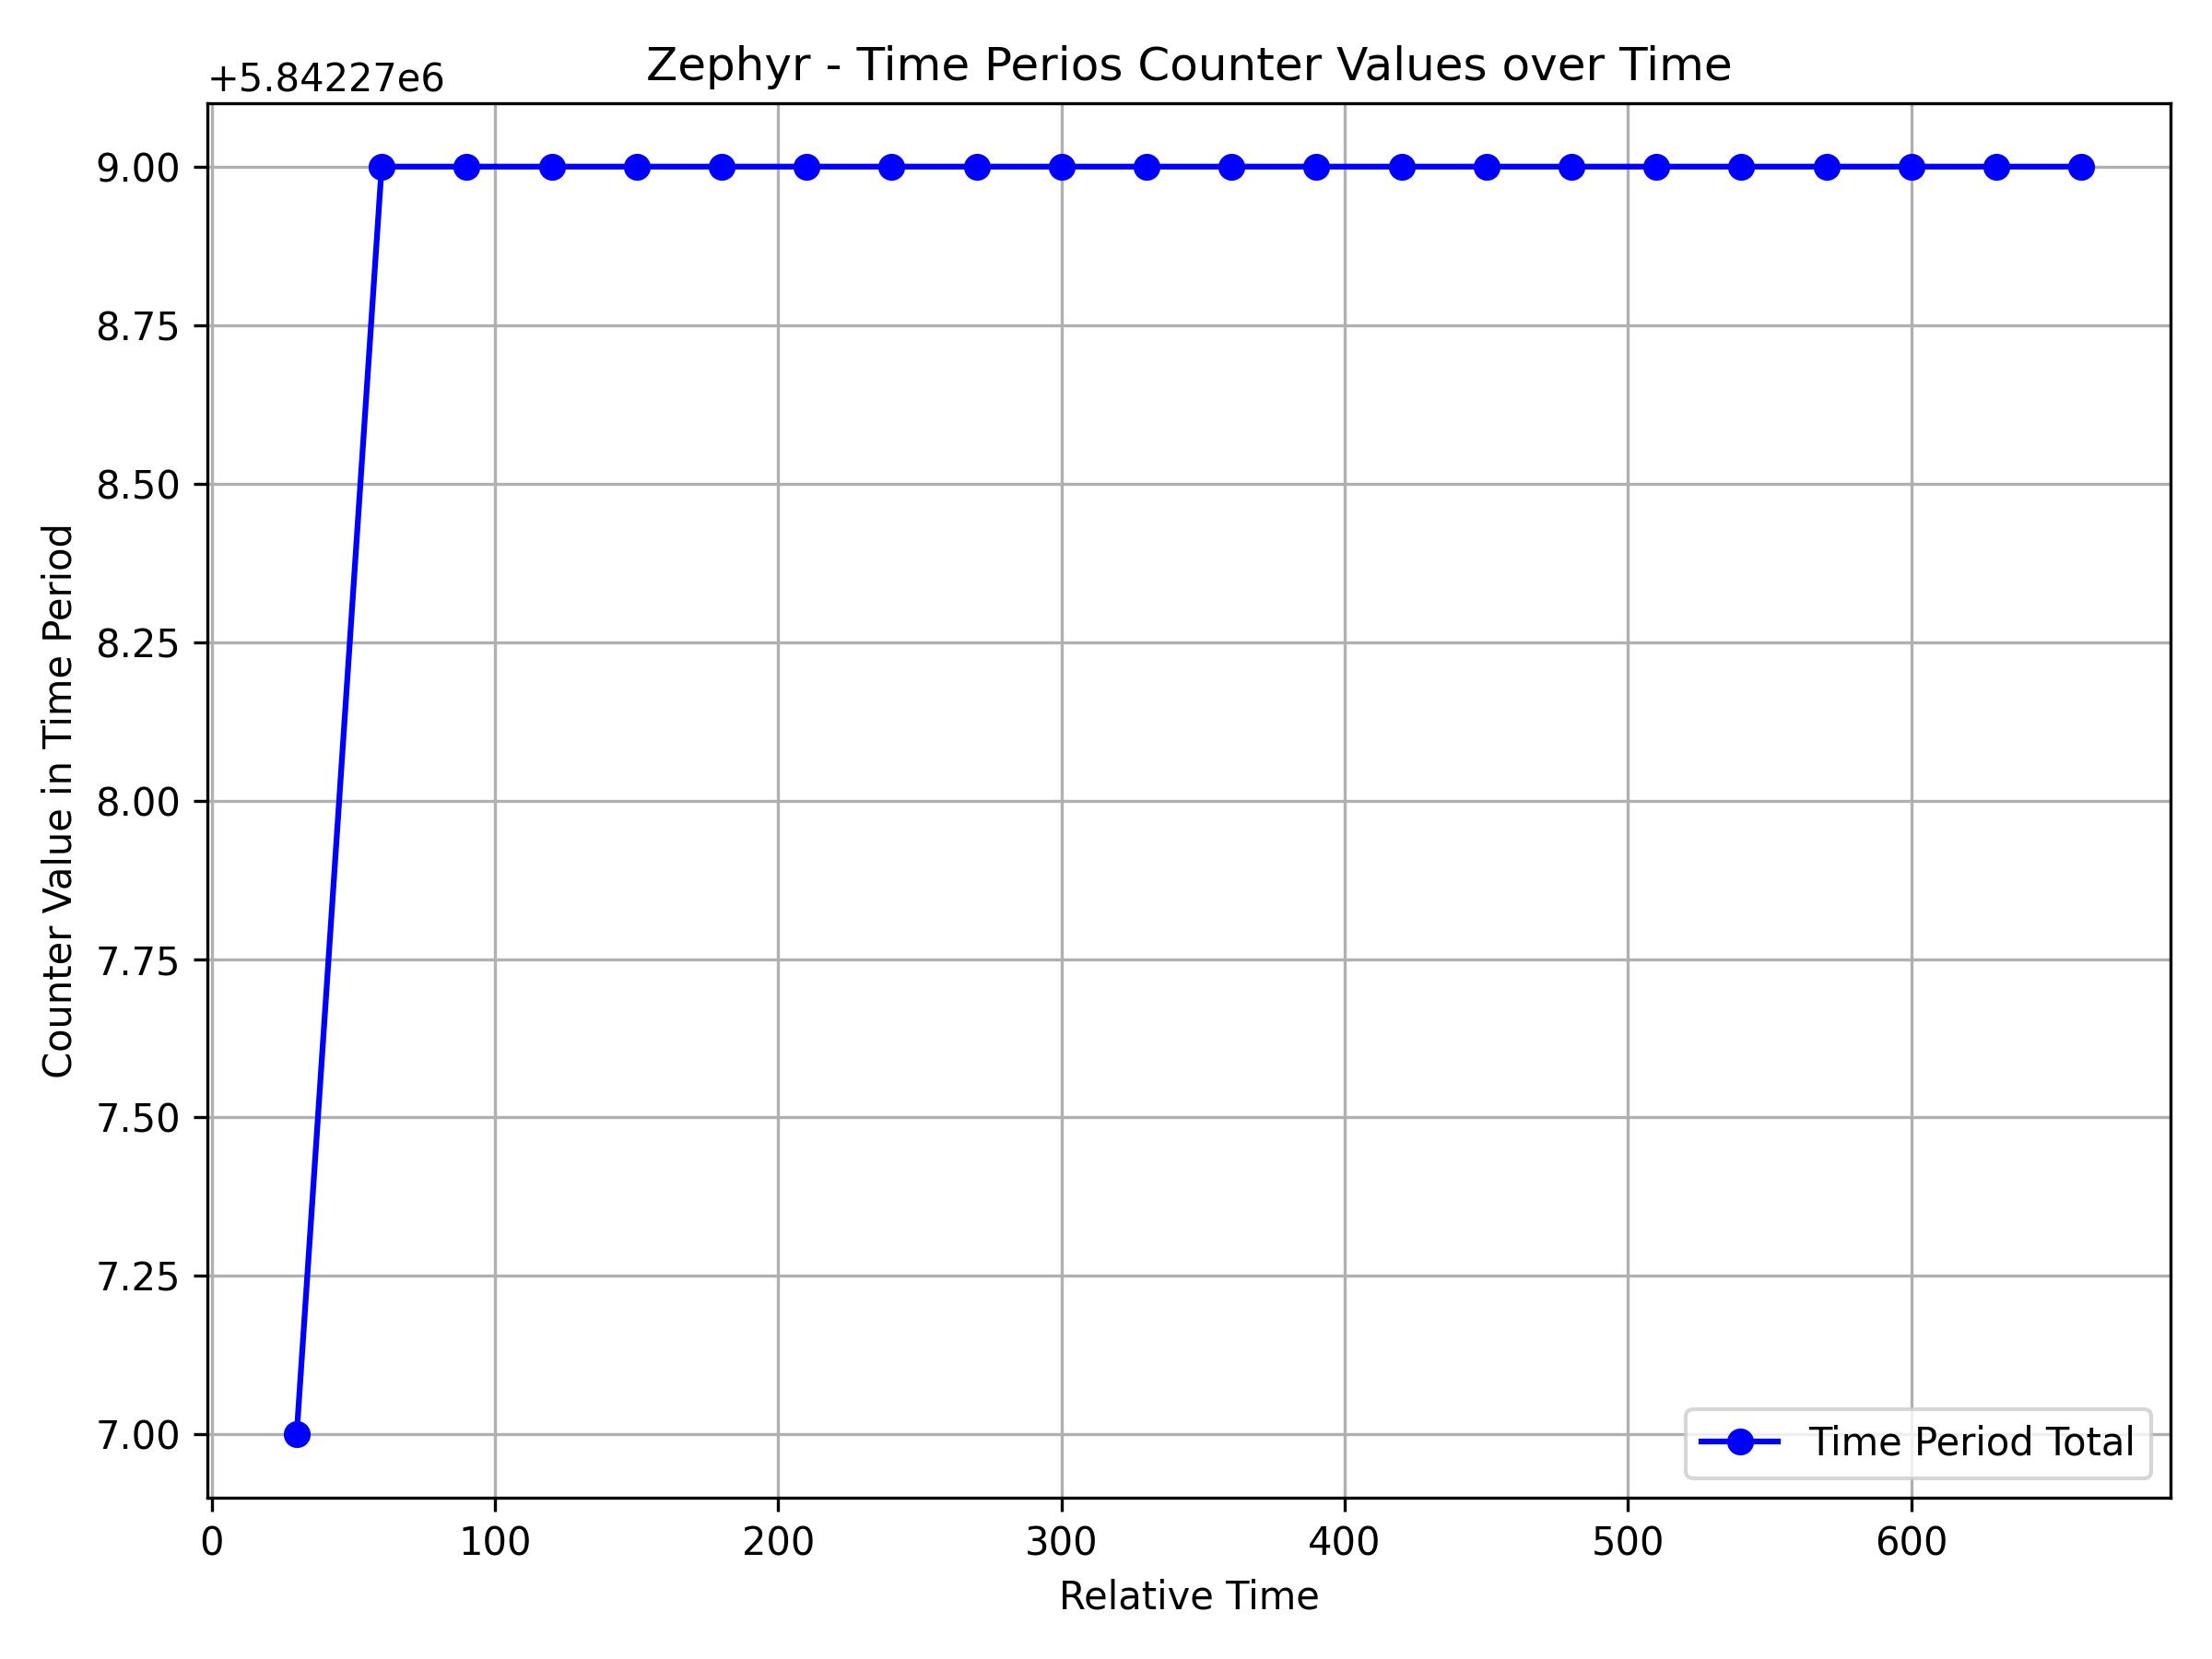 Zephyr - Time Perios Counter Values over Time
+5.84227e6
9.00
8.75
8.50
8.25
8.00
7.75
7.50
7.25
7.00
Counter Value in Time Period
Time Period Total
0 100 200 300 400 500 600
Relative Time